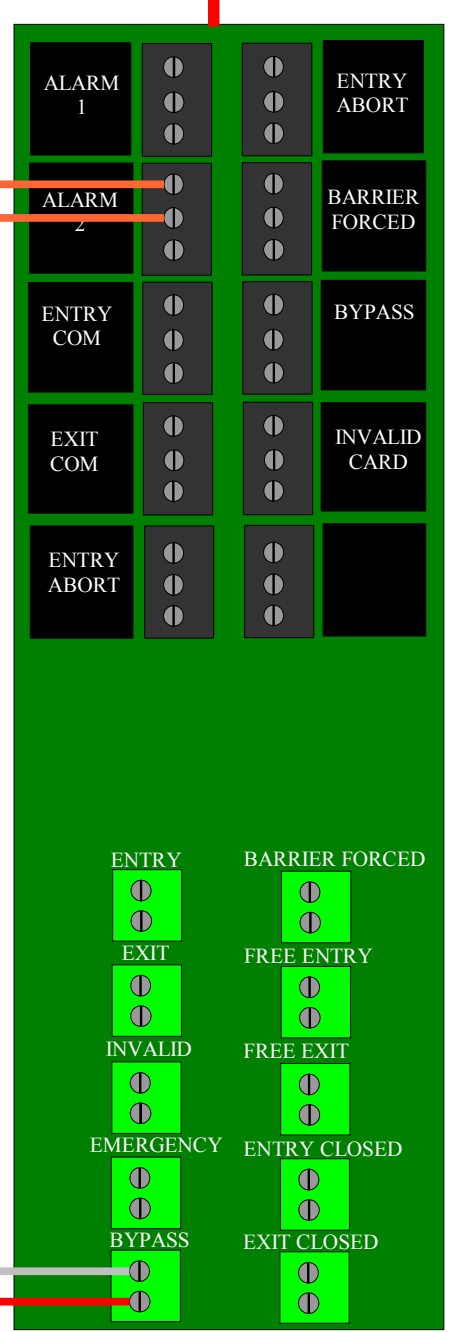 ALARM
1
ENTRY
ABORT
ALARM
2
BARRIER
FORCED
ENTRY
COM
BYPASS
EXIT
COM
INVALID
CARD
ENTRY
ABORT
ENTRY
BARRIER FORCED
EXIT
FREE ENTRY
INVALID
FREE EXIT
EMERGENCY
ENTRY CLOSED
BYPASS
EXIT CLOSED